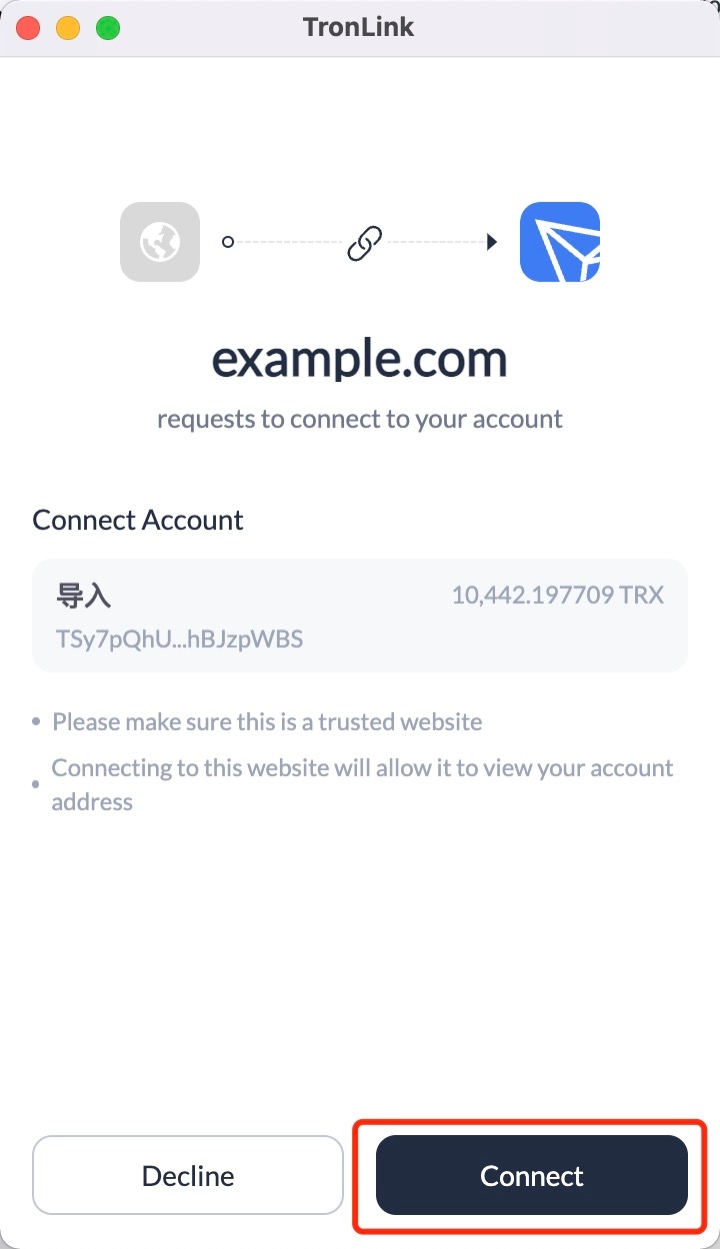 TronLink
example.com
requests to connect to your account
Connect Account
导入
10,442.197709 TRX
TSy7pQhU...hBJzpWBS
• Please make sure this is a trusted website
• Connecting to this website will allow it to view your account
address
Decline
Connect